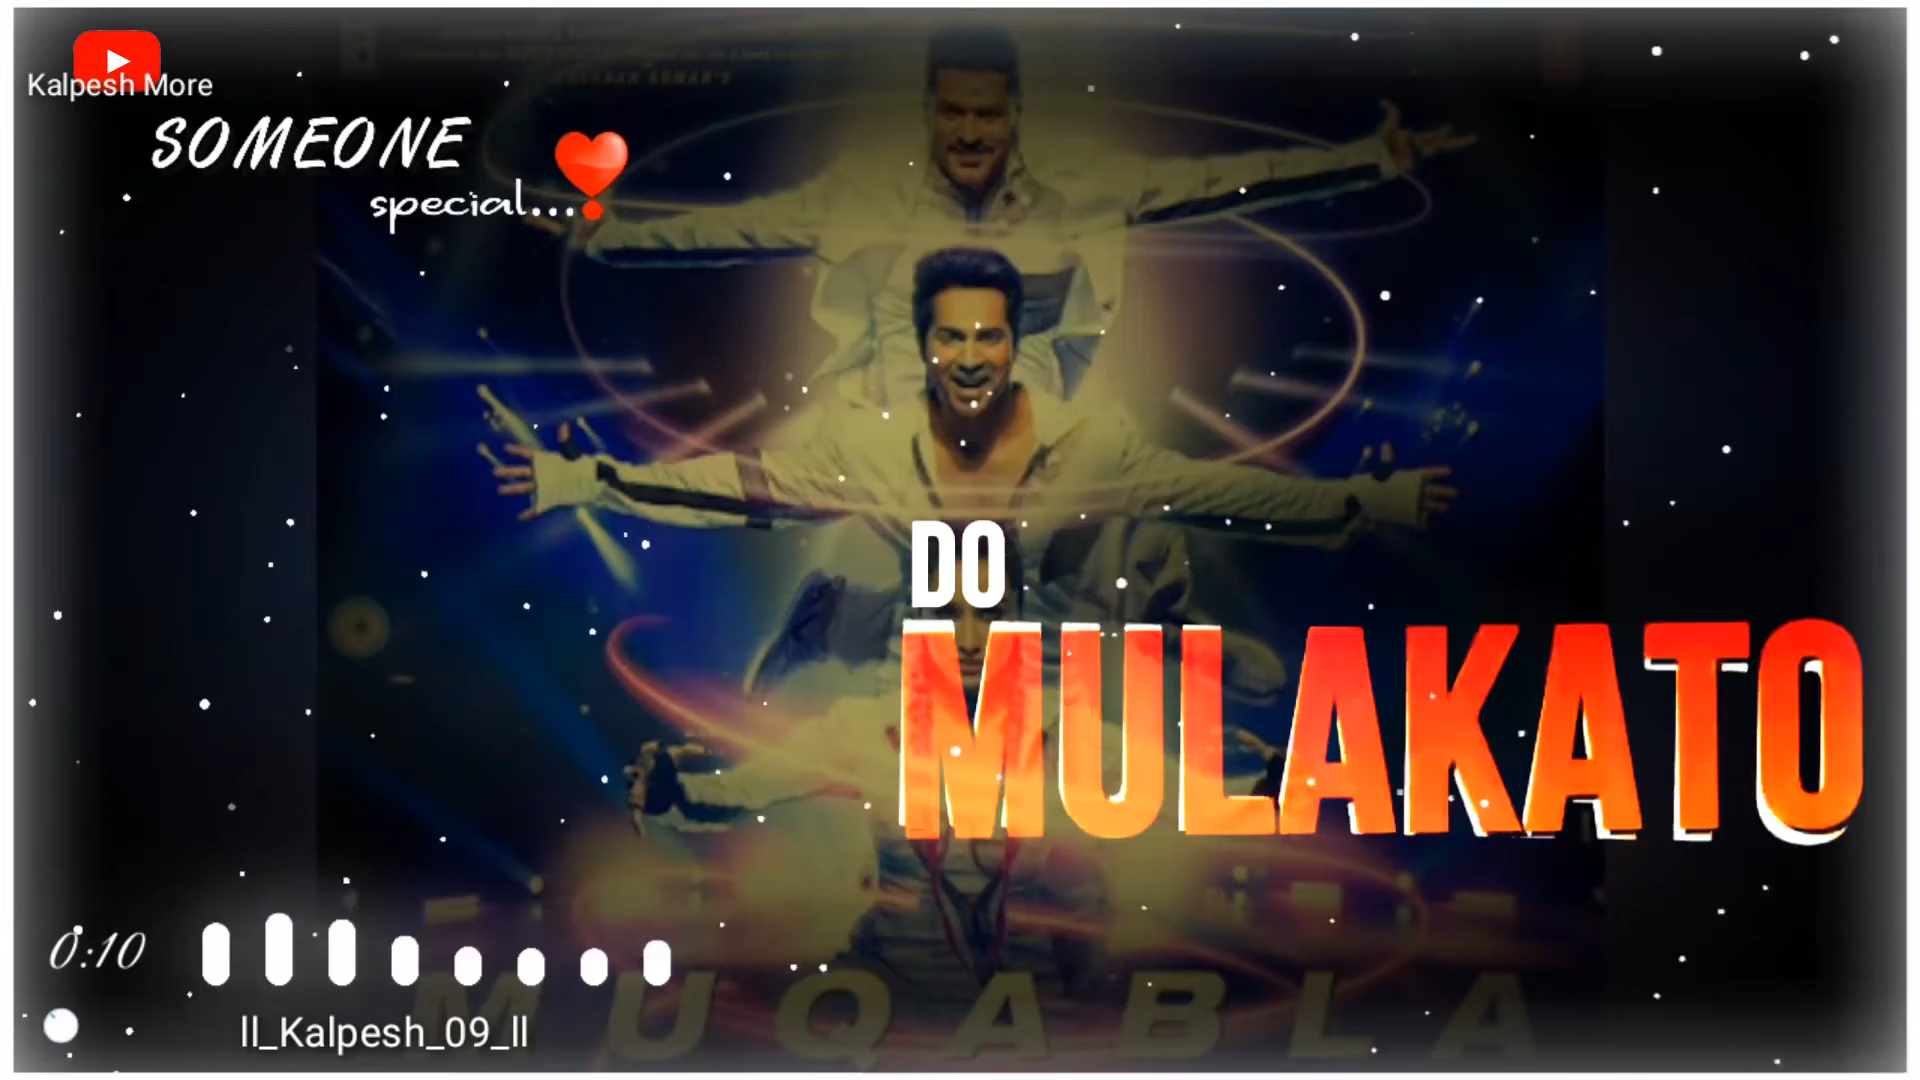 Kalpesh More
SOMEONE
special...
DO
MULAKATO
0:10
ll_Kalpesh_09_ll
MUQABLA